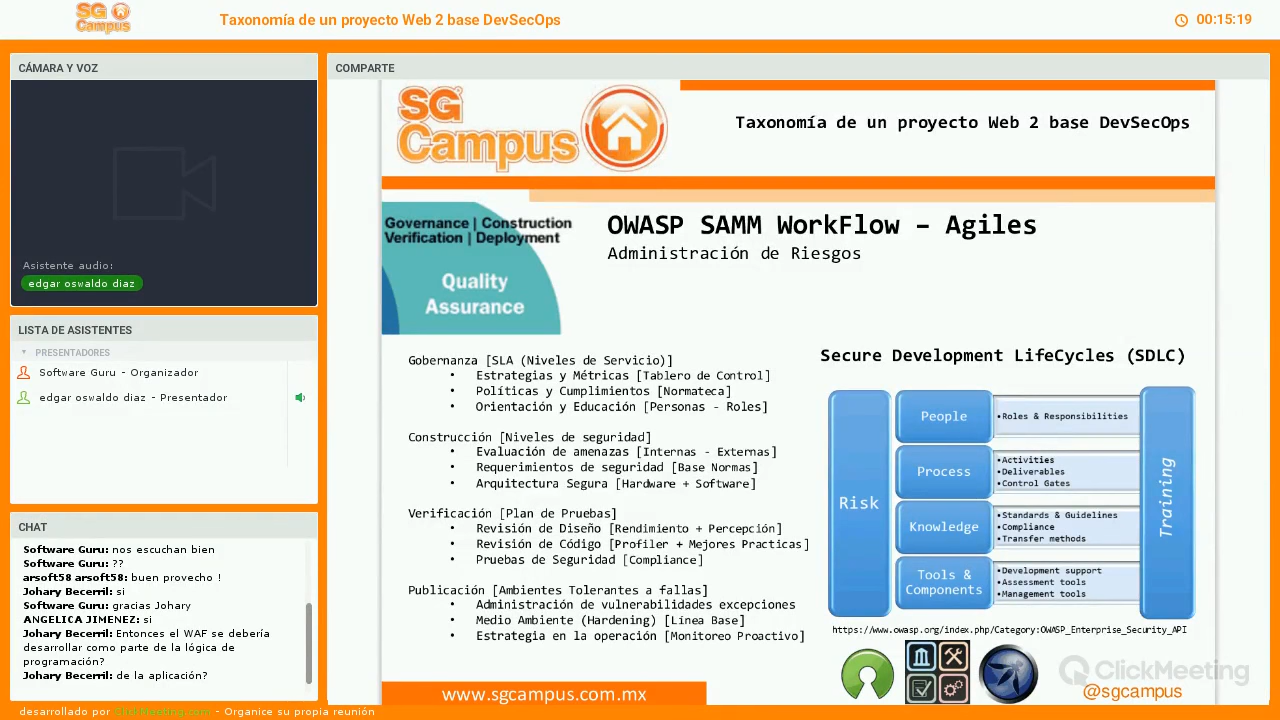 SG Campus
Taxonomía de un proyecto Web 2 base DevSecOps
00:15:19
CÁMARA Y VOZ
Asistente audio:
edgar oswaldo diaz
LISTA DE ASISTENTES
PRESENTADORES
Software Guru - Organizador
edgar oswaldo diaz - Presentador
CHAT
Software Guru: nos escuchan bien
Software Guru: ??
arsoft58 arsoft58: buen provecho !
Johary Becerril: si
Software Guru: gracias Johary
ANGELICA JIMENEZ: si
Johary Becerril: Entonces el WAF se debería
desarrollar como parte de la lógica de
programación?
Johary Becerril: de la aplicación?
COMPARTE
SG
Campus
Taxonomía de un proyecto Web 2 base DevSecOps
Governance | Construction
Verification | Deployment
Quality
Assurance
OWASP SAMM WorkFlow – Agiles
Administración de Riesgos
Gobernanza [SLA (Niveles de Servicio)]
• Estrategias y Métricas [Tablero de Control]
• Políticas y Cumplimientos [Normateca]
• Orientación y Educación [Personas - Roles]
Construcción [Niveles de seguridad]
• Evaluación de amenazas [Internas - Externas]
• Requerimientos de seguridad [Base Normas]
• Arquitectura Segura [Hardware + Software]
Verificación [Plan de Pruebas]
• Revisión de Diseño [Rendimiento + Percepción]
• Revisión de Código [Profiler + Mejores Practicas]
• Pruebas de Seguridad [Compliance]
Publicación [Ambientes Tolerantes a fallas]
• Administración de vulnerabilidades excepciones
• Medio Ambiente (Hardening) [Línea Base]
• Estrategia en la operación [Monitoreo Proactivo]
Secure Development LifeCycles (SDLC)
Risk
People
•Roles & Responsibilities
Process
•Activities
•Deliverables
•Control Gates
Knowledge
•Standards & Guidelines
•Compliance
•Transfer methods
Tools &
Components
•Development support
•Assessment tools
•Management tools
Training
https://www.owasp.org/index.php/Category:OWASP_Enterprise_Security_API
ClickMeeting
@sgcampus
www.sgcampus.com.mx
desarrollado por ClickMeeting.com - Organice su propia reunión